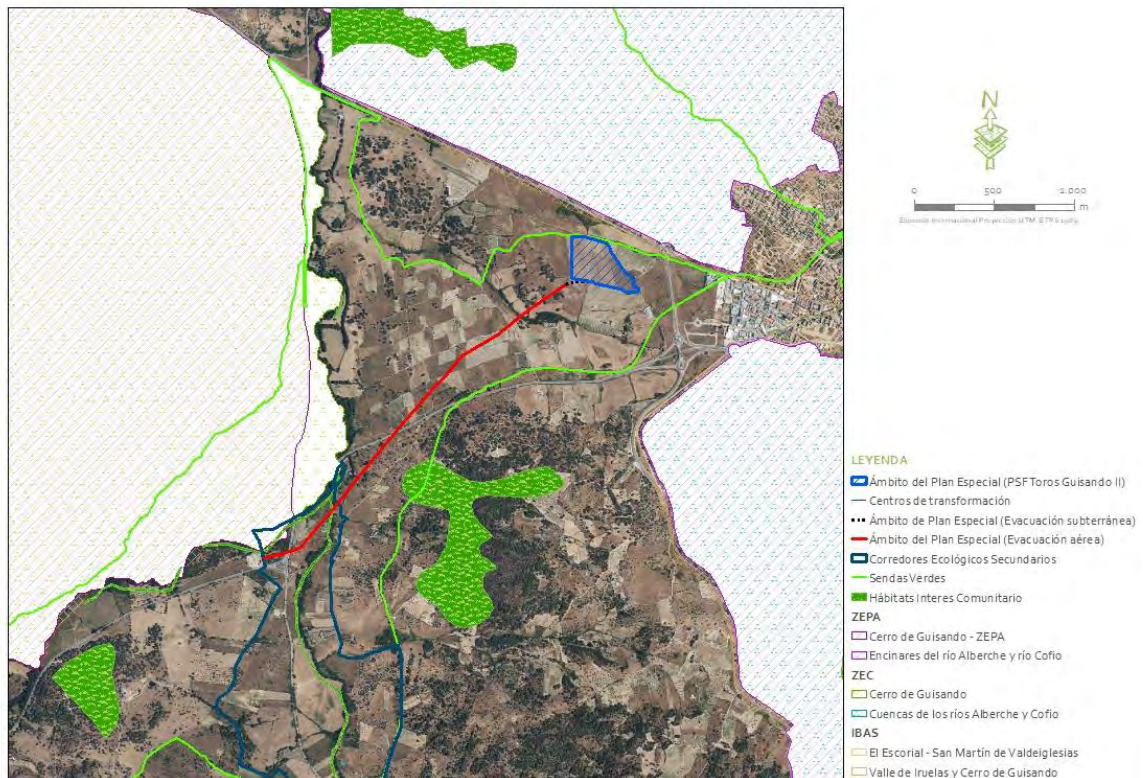 N
0 500 1.000
m
LEYENDA
Ámbito del Plan Especial (PSF Toros Guisando II)
Centros de transformación
Ámbito de Plan Especial (Evacuación subterránea)
Ámbito del Plan Especial (Evacuación aérea)
Corredores Ecológicos Secundarios
Sendas Verdes
Hábitats Interes Comunitario
ZEPA
Cerro de Guisando - ZEPA
Encinares del río Alberche y río Cofio
ZEC
Cerro de Guisando
Cuencas de los ríos Alberche y Cofio
IBAS
El Escorial - San Martín de Valdeiglesias
Valle de Iruelas y Cerro de Guisando